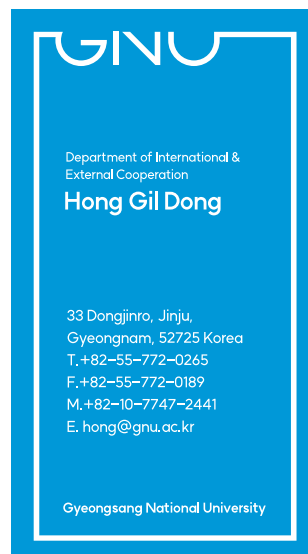 GNU
Department of International &
External Cooperation
Hong Gil Dong
33 Dongjinro, Jinju,
Gyeongnam, 52725 Korea
T.+82-55-772-0265
F.+82-55-772-0189
M.+82-10-7747-2441
E. hong@gnu.ac.kr
Gyeongsang National University